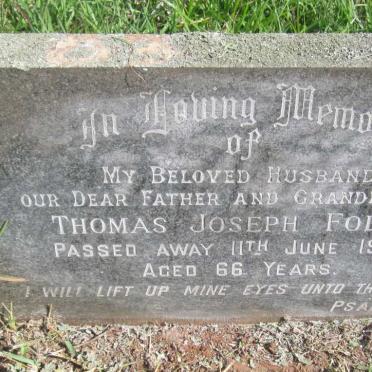 In Loving Memo
of
My Beloved Husband
our Dear Father and Grand
Thomas Joseph Fol
passed away 11th June 19
Aged 66 Years.
I will lift up mine eyes unto th
Psa